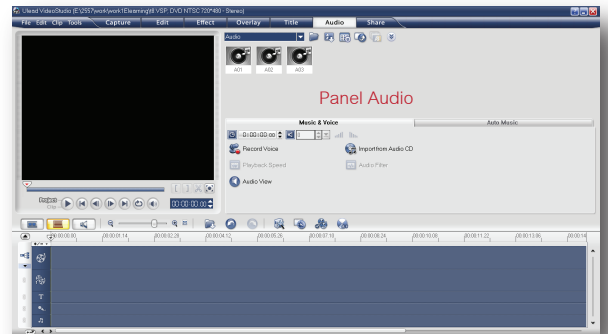 Ulead VideoStudio (E:\2557\work\work1Elearning\t8.VSP, DVD NTSC 720*480 - Stereo)
File Edit Clip Tools Capture Edit Effect Overlay Title Audio Share
Audio
A01 A02 A03
Panel Audio
Music & Voice Auto Music
0:00:00:00
Record Voice Import from Audio CD
Playback Speed Audio Filter
Audio View
Project
Clip
00:00:00:00
00:00:00:00 00:00:01:14 00:00:02:28 00:00:04:12 00:00:05:26 00:00:07:10 00:00:08:24 00:00:10:08 00:00:11:22 00:00:13:06 00:00:14